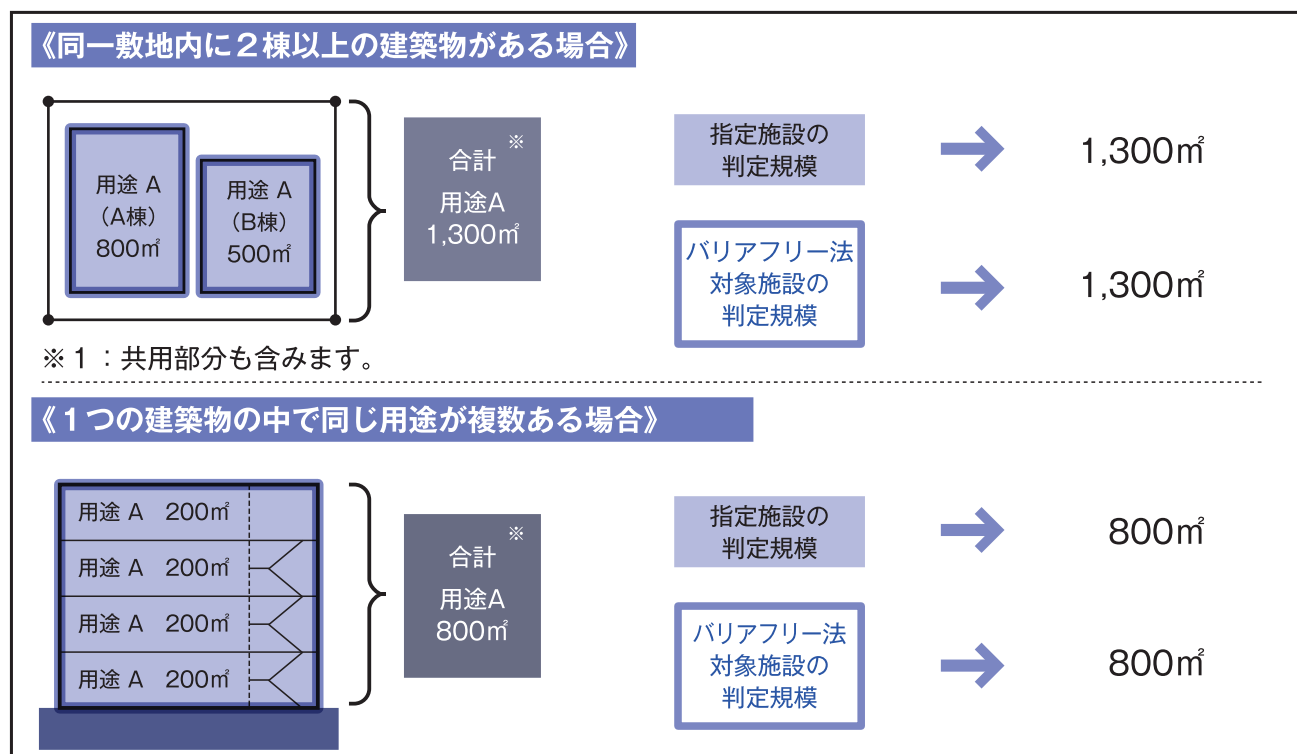 《同一敷地内に２棟以上の建築物がある場合》
用途 A
（A棟）
800㎡
用途 A
（B棟）
500㎡
※
合計
用途A
1,300㎡
指定施設の
判定規模
1,300㎡
バリアフリー法
対象施設の
判定規模
1,300㎡
※１：共用部分も含みます。
《１つの建築物の中で同じ用途が複数ある場合》
用途 A　200㎡
用途 A　200㎡
用途 A　200㎡
用途 A　200㎡
※
合計
用途A
800㎡
指定施設の
判定規模
800㎡
バリアフリー法
対象施設の
判定規模
800㎡